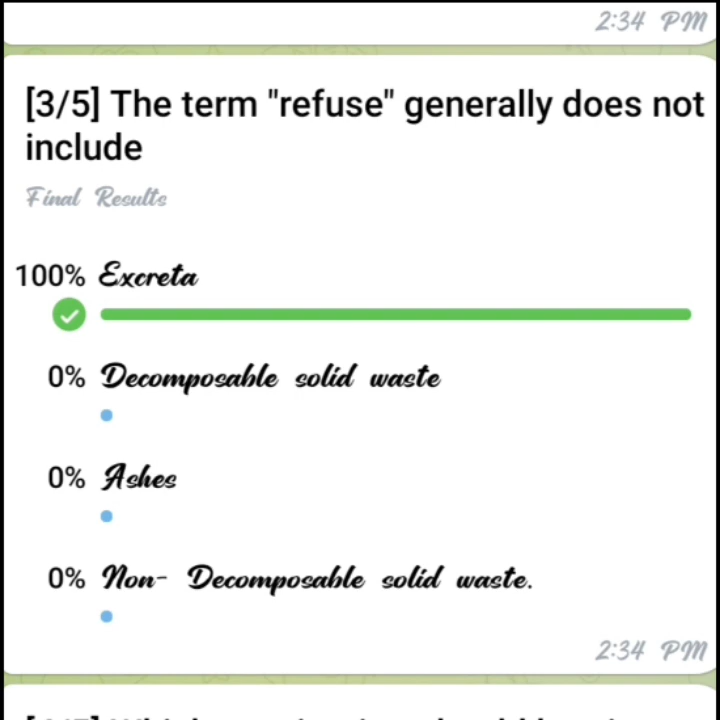 2:34 PM
[3/5] The term "refuse" generally does not
include
Final Results
100% Excreta
0% Decomposable solid waste
0% Ashes
0% Non- Decomposable solid waste.
2:34 PM